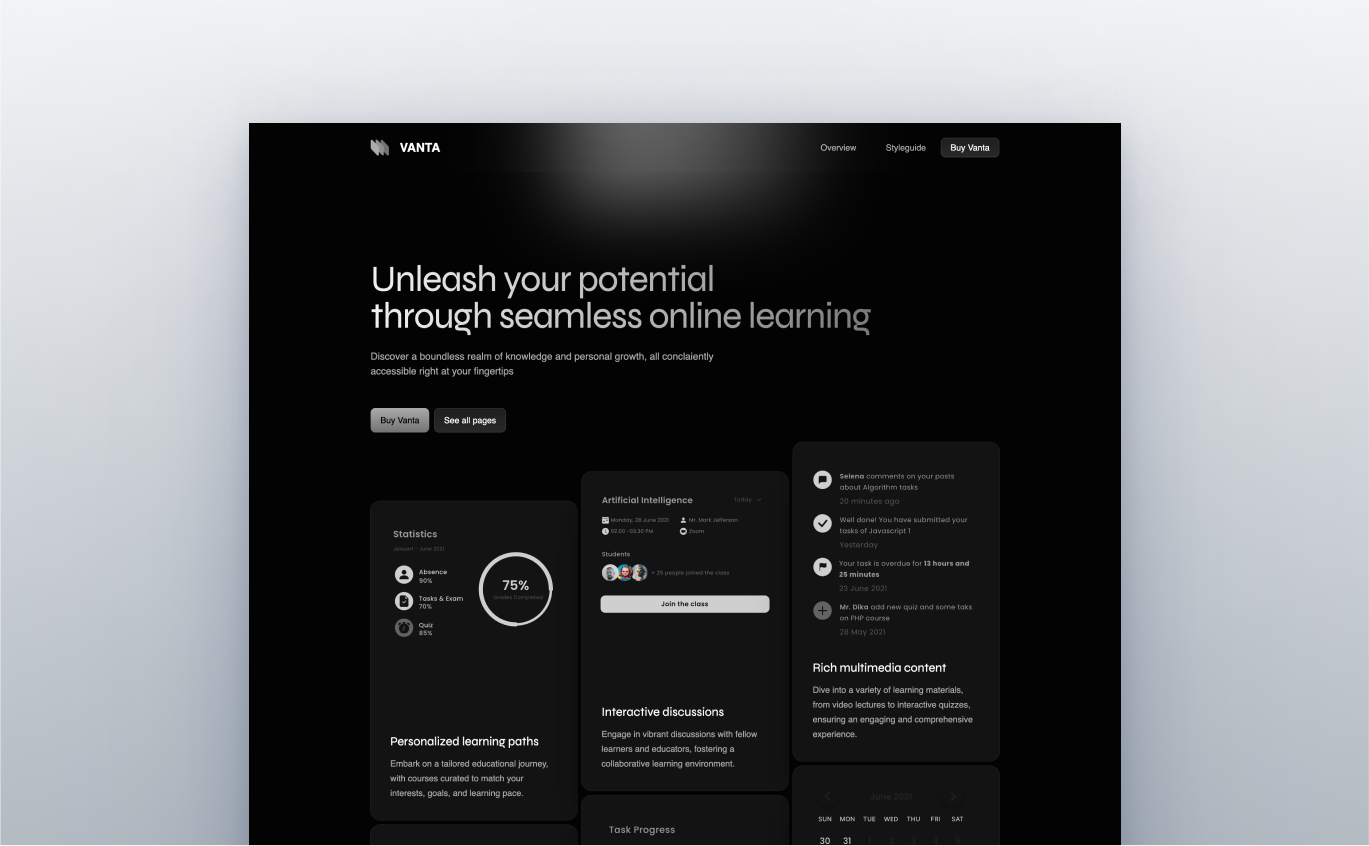 VANTA
Overview
Styleguide
Buy Vanta
Unleash your potential
through seamless online learning
Discover a boundless realm of knowledge and personal growth, all conclaiently
accessible right at your fingertips
Buy Vanta
See all pages
Statistics
Januari - June 2021
Absence
90%
Tasks & Exam
70%
Quiz
85%
75%
Grades Completed
Personalized learning paths
Embark on a tailored educational journey,
with courses curated to match your
interests, goals, and learning pace.
Artificial Intelligence
Today
Monday, 28 June 2021
Mr. Mark Jefferson
02:00 -03:30 PM
Zoom
Students
+ 25 people joined the class
Join the class
Interactive discussions
Engage in vibrant discussions with fellow
learners and educators, fostering a
collaborative learning environment.
Task Progress
Selena comments on your posts
about Algorithm tasks
20 minutes ago
Well done! You have submitted your
tasks of Javascript 1
Yesterday
Your task is overdue for 13 hours and
25 minutes
23 June 2021
Mr. Dika add new quiz and some taks
on PHP course
28 May 2021
Rich multimedia content
Dive into a variety of learning materials,
from video lectures to interactive quizzes,
ensuring an engaging and comprehensive
experience.
June 2021
SUN MON TUE WED THU FRI SAT
30 31 1 2 3 4 5